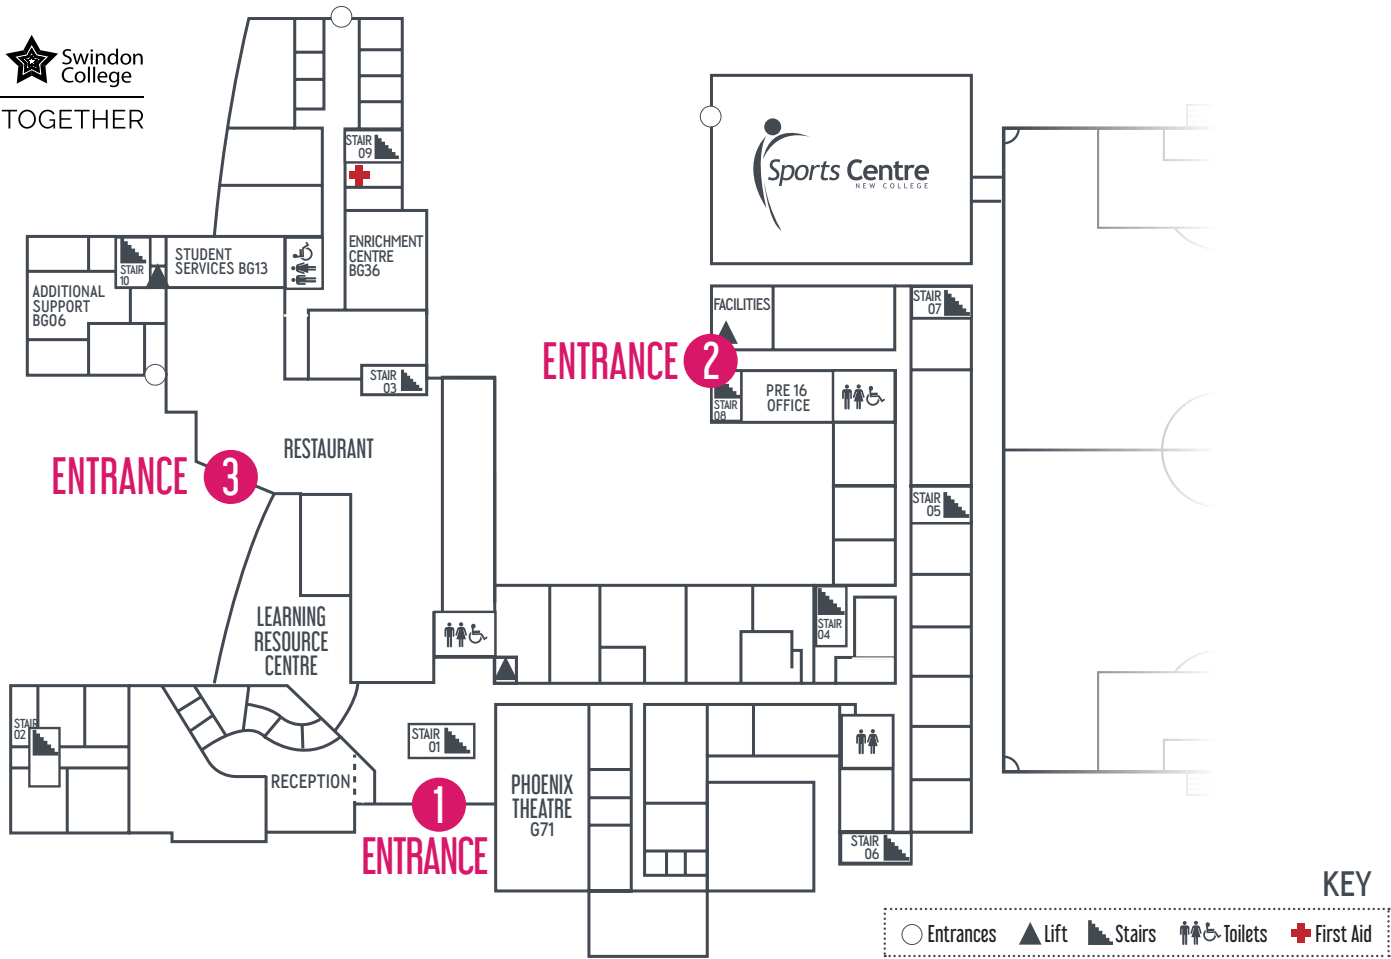 Swindon
College
TOGETHER
STAIR
09
Sports Centre
NEW COLLEGE
STUDENT
SERVICES BG13
ENRICHMENT
CENTRE
BG36
STAIR
10
ADDITIONAL
SUPPORT
BG06
FACILITIES
STAIR
07
ENTRANCE 2
STAIR
03
PRE 16
OFFICE
STAIR
08
RESTAURANT
ENTRANCE 3
STAIR
05
LEARNING
RESOURCE
CENTRE
STAIR
04
STAIR
02
STAIR
01
RECEPTION
PHOENIX
THEATRE
G71
1
ENTRANCE
STAIR
06
KEY
Entrances
Lift
Stairs
Toilets
First Aid